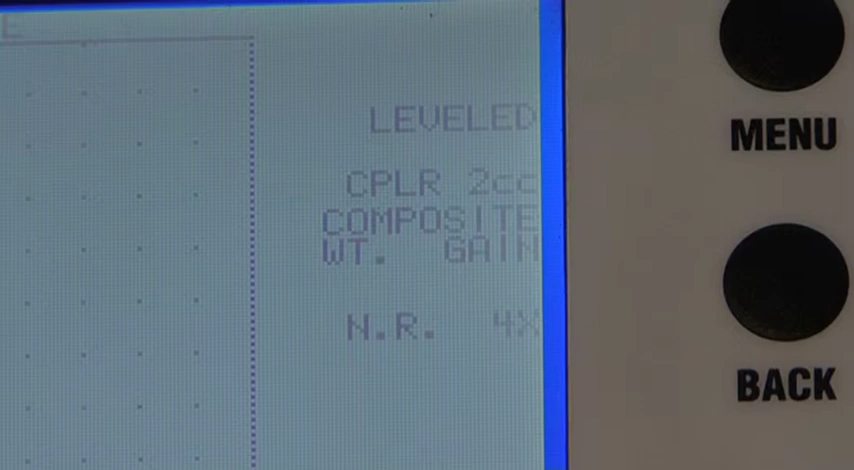 E
LEVELED
CPLR 2cc
COMPOSITE
WT. GAIN
N.R. 4X
MENU
BACK